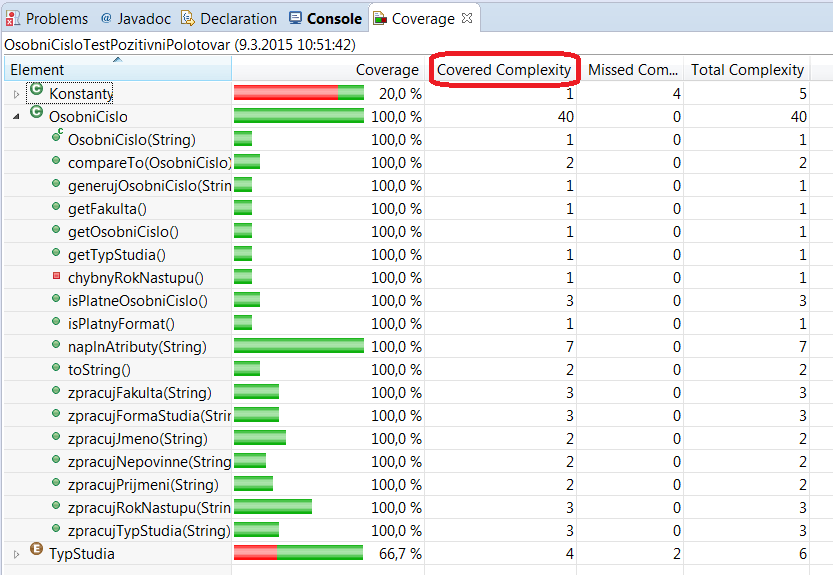 Problems @ Javadoc Declaration Console Coverage
OsobniCisloTestPozitivniPolotovar (9.3.2015 10:51:42)
Element Coverage Covered Complexity Missed Com... Total Complexity
Konstanty 20,0 % 1 4 5
OsobniCislo 100,0 % 40 0 40
OsobniCislo(String) 100,0 % 1 0 1
compareTo(OsobniCislo) 100,0 % 2 0 2
generujOsobniCislo(Strin 100,0 % 1 0 1
getFakulta() 100,0 % 1 0 1
getOsobniCislo() 100,0 % 1 0 1
getTypStudia() 100,0 % 1 0 1
chybnyRokNastupu() 100,0 % 1 0 1
isPlatneOsobniCislo() 100,0 % 3 0 3
isPlatnyFormat() 100,0 % 1 0 1
naplnAtributy(String) 100,0 % 7 0 7
toString() 100,0 % 2 0 2
zpracujFakulta(String) 100,0 % 3 0 3
zpracujFormaStudia(Strir 100,0 % 3 0 3
zpracujJmeno(String) 100,0 % 2 0 2
zpracujNepovinne(String 100,0 % 2 0 2
zpracujPrijmeni(String) 100,0 % 2 0 2
zpracujRokNastupu(Strin 100,0 % 3 0 3
zpracujTypStudia(String) 100,0 % 3 0 3
TypStudia 66,7 % 4 2 6